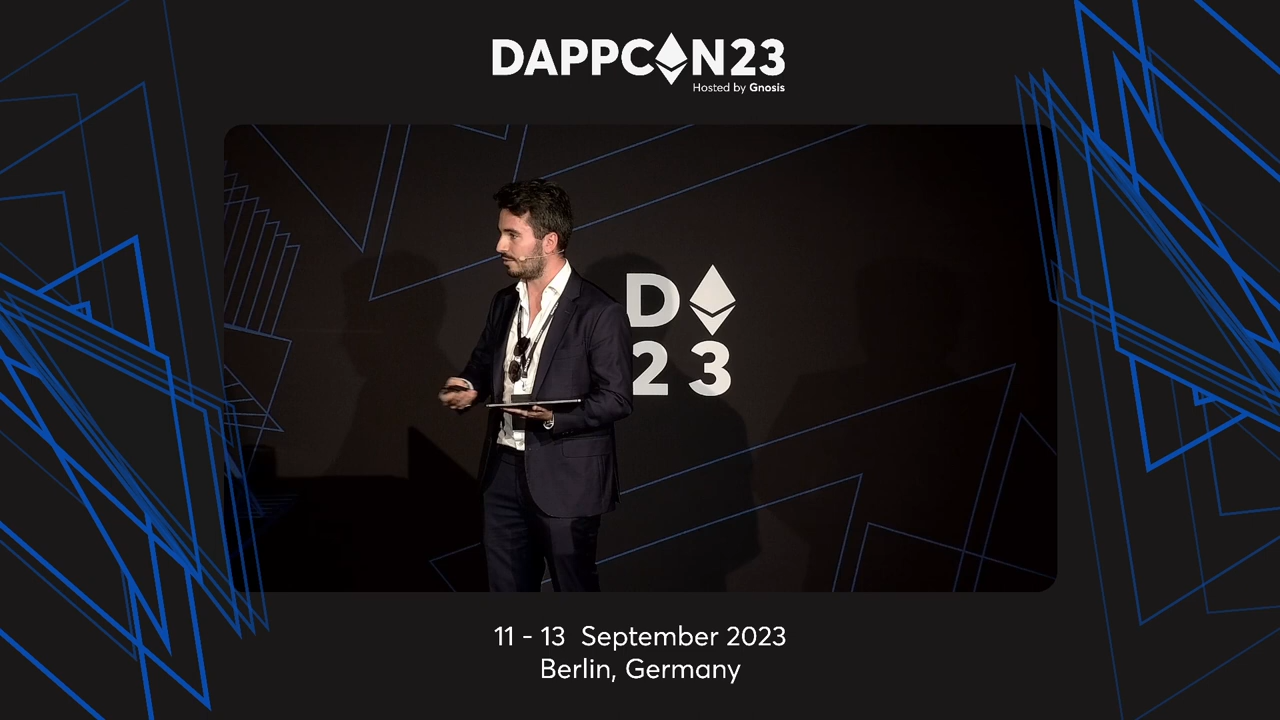 DAPPCON23
Hosted by Gnosis
D
23
11 - 13 September 2023
Berlin, Germany